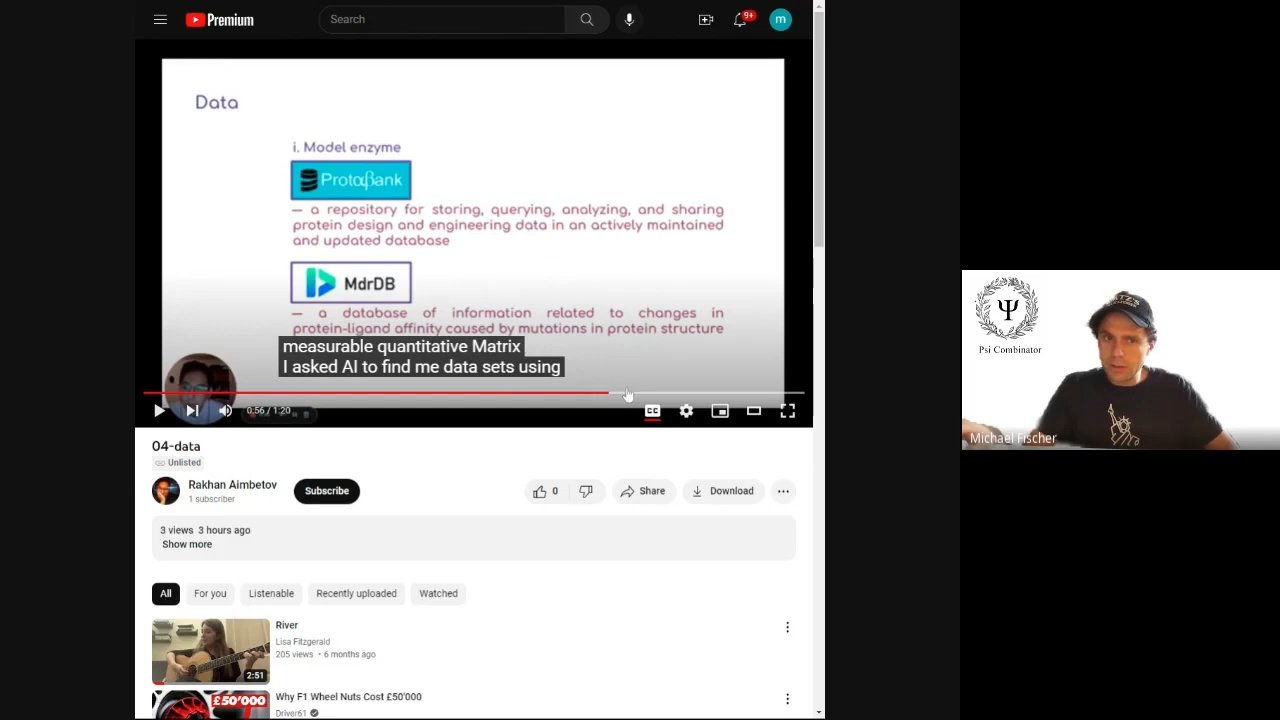 Premium
Search
9+
m
Data
i. Model enzyme
ProtaβBank
— a repository for storing, querying, analyzing, and sharing
protein design and engineering data in an actively maintained
and updated database
MdrDB
— a database of information related to changes in
protein-ligand affinity caused by mutations in protein structure
measurable quantitative Matrix
I asked AI to find me data sets using
0:56 / 1:20
CC
04-data
Unlisted
Rakhan Aimbetov
1 subscriber
Subscribe
0
Share
Download
3 views 3 hours ago
Show more
All
For you
Listenable
Recently uploaded
Watched
River
Lisa Fitzgerald
205 views • 6 months ago
2:51
Why F1 Wheel Nuts Cost £50'000
Driver61
£50'000
Ψ
Psi Combinator
Michael Fischer